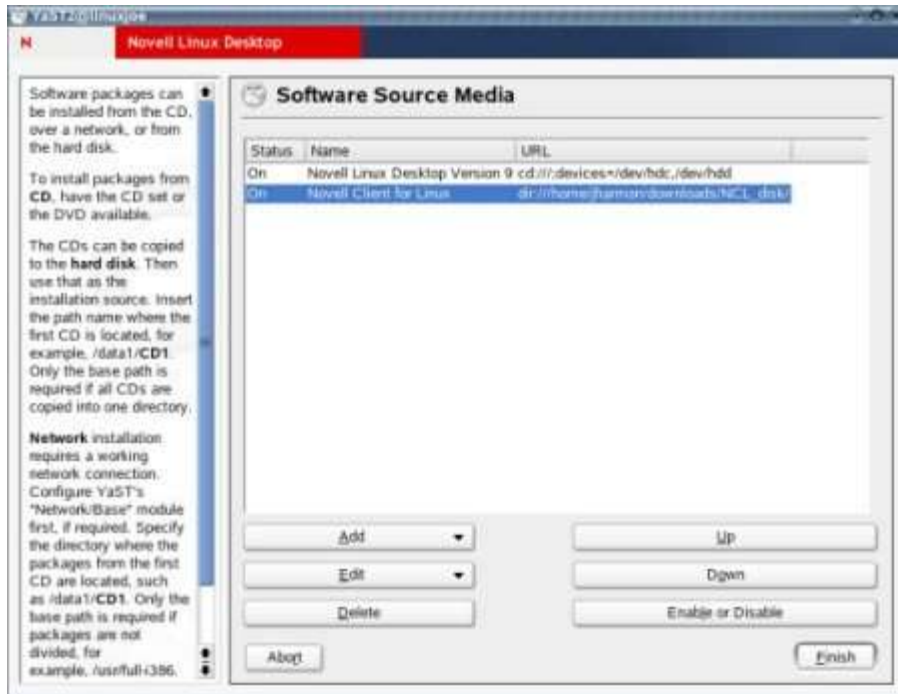 YaST2@linuxjoe
N
Novell Linux Desktop
Software packages can
be installed from the CD,
over a network, or from
the hard disk.
To install packages from
CD, have the CD set or
the DVD available.
The CDs can be copied
to the hard disk. Then
use that as the
installation source. Insert
the path name where the
first CD is located, for
example, /data1/CD1.
Only the base path is
required if all CDs are
copied into one directory.
Network installation
requires a working
network connection.
Configure YaST's
"Network/Base" module
first, if required. Specify
the directory where the
packages from the first
CD are located, such
as /data1/CD1. Only the
base path is required if
packages are not
divided, for
example, /usr/full-i386.
Software Source Media
Status Name URL
On Novell Linux Desktop Version 9 cd:///;devices=/dev/hdc,/dev/hdd
On Novell Client for Linux dir:///home/jharmon/downloads/NCL_disk/
Add Up
Edit Down
Delete Enable or Disable
Abort Finish